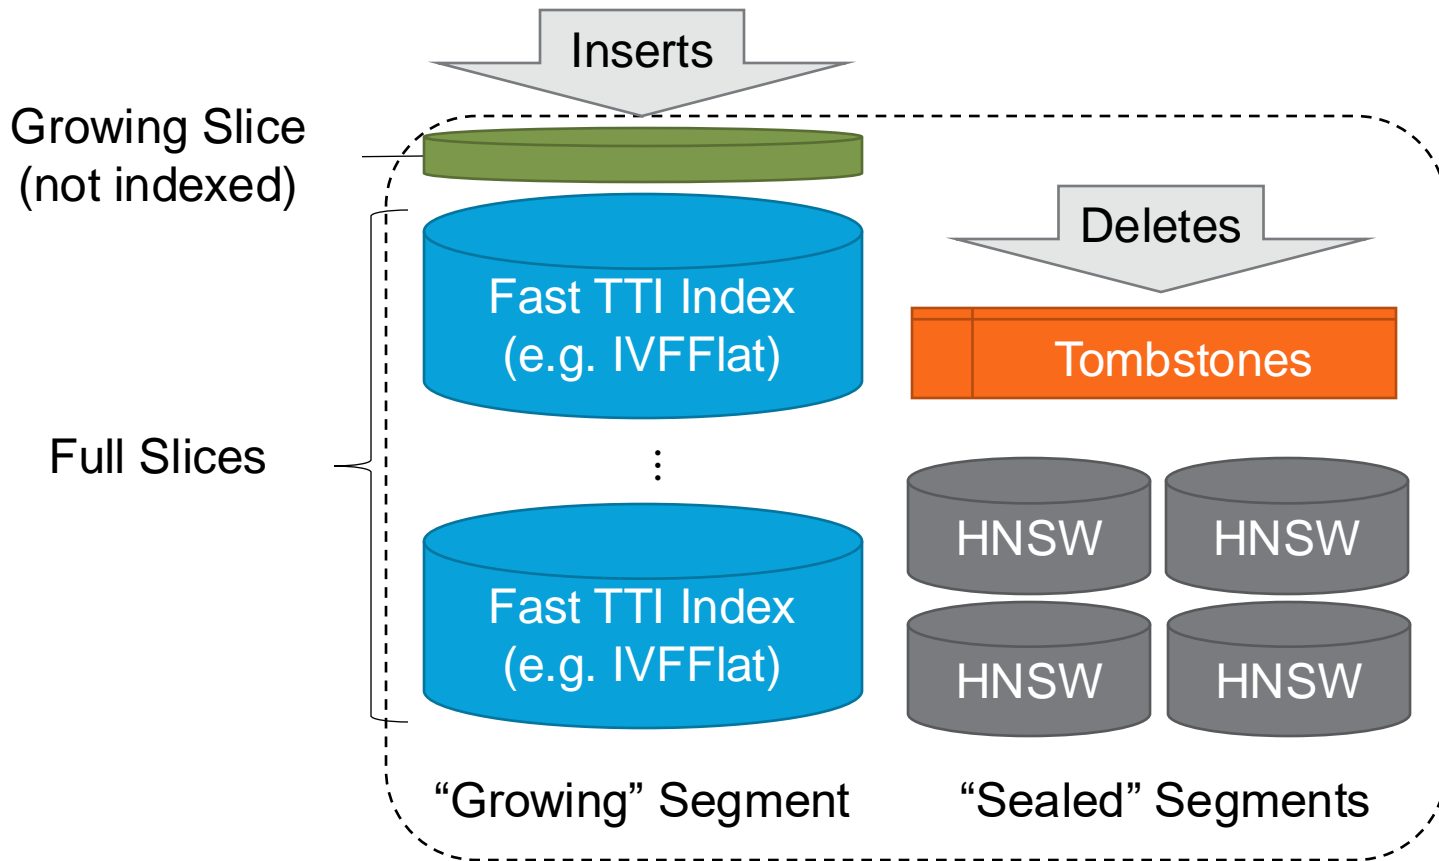 Inserts
Growing Slice
(not indexed)
Deletes
Fast TTI Index
(e.g. IVFFlat)
Tombstones
Full Slices
⋮
HNSW
HNSW
Fast TTI Index
(e.g. IVFFlat)
HNSW
HNSW
“Growing” Segment
“Sealed” Segments